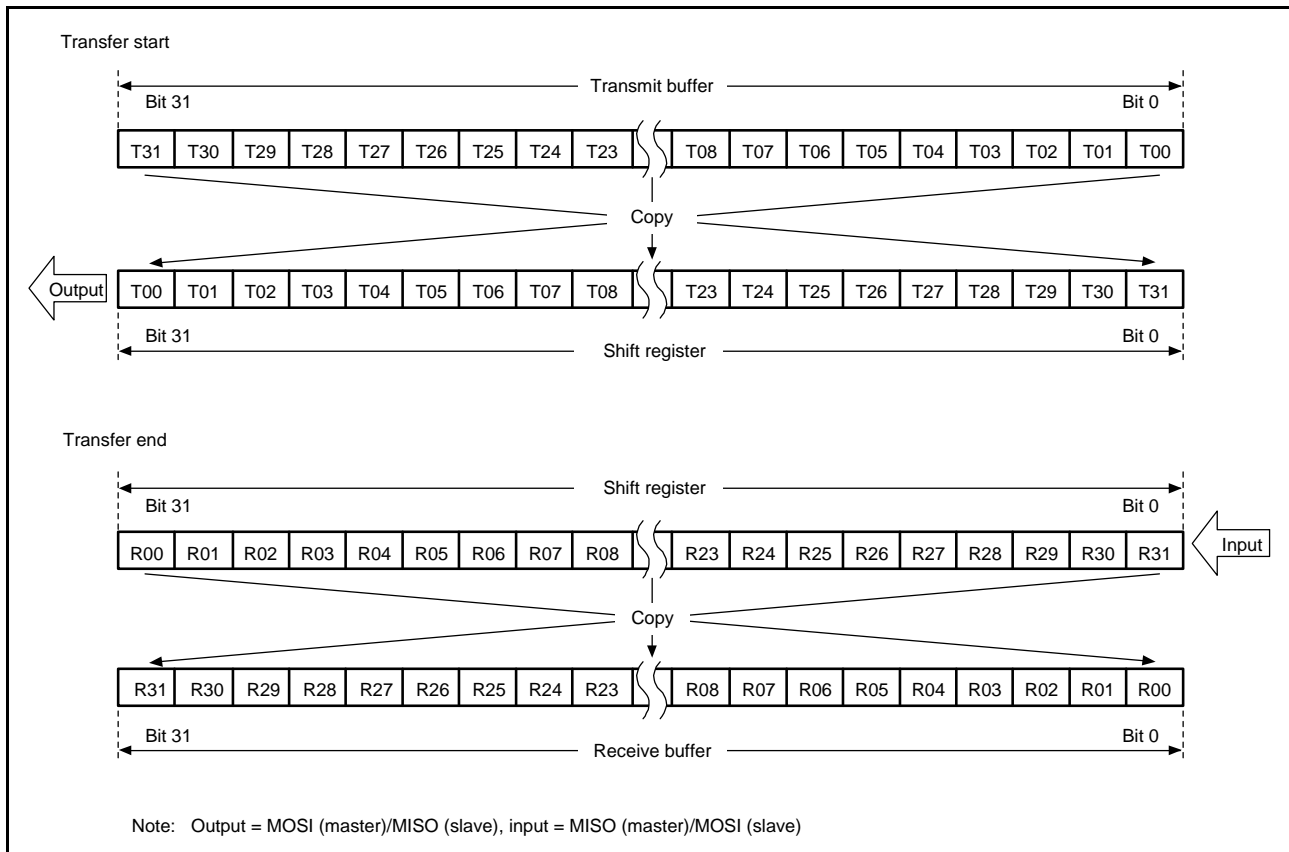 Transfer start
Transmit buffer
Bit 31 Bit 0
T31 T30 T29 T28 T27 T26 T25 T24 T23 T08 T07 T06 T05 T04 T03 T02 T01 T00
Copy
Output T00 T01 T02 T03 T04 T05 T06 T07 T08 T23 T24 T25 T26 T27 T28 T29 T30 T31
Bit 31 Bit 0
Shift register
Transfer end
Shift register
Bit 31 Bit 0
R00 R01 R02 R03 R04 R05 R06 R07 R08 R23 R24 R25 R26 R27 R28 R29 R30 R31 Input
Copy
R31 R30 R29 R28 R27 R26 R25 R24 R23 R08 R07 R06 R05 R04 R03 R02 R01 R00
Bit 31 Bit 0
Receive buffer
Note: Output = MOSI (master)/MISO (slave), input = MISO (master)/MOSI (slave)